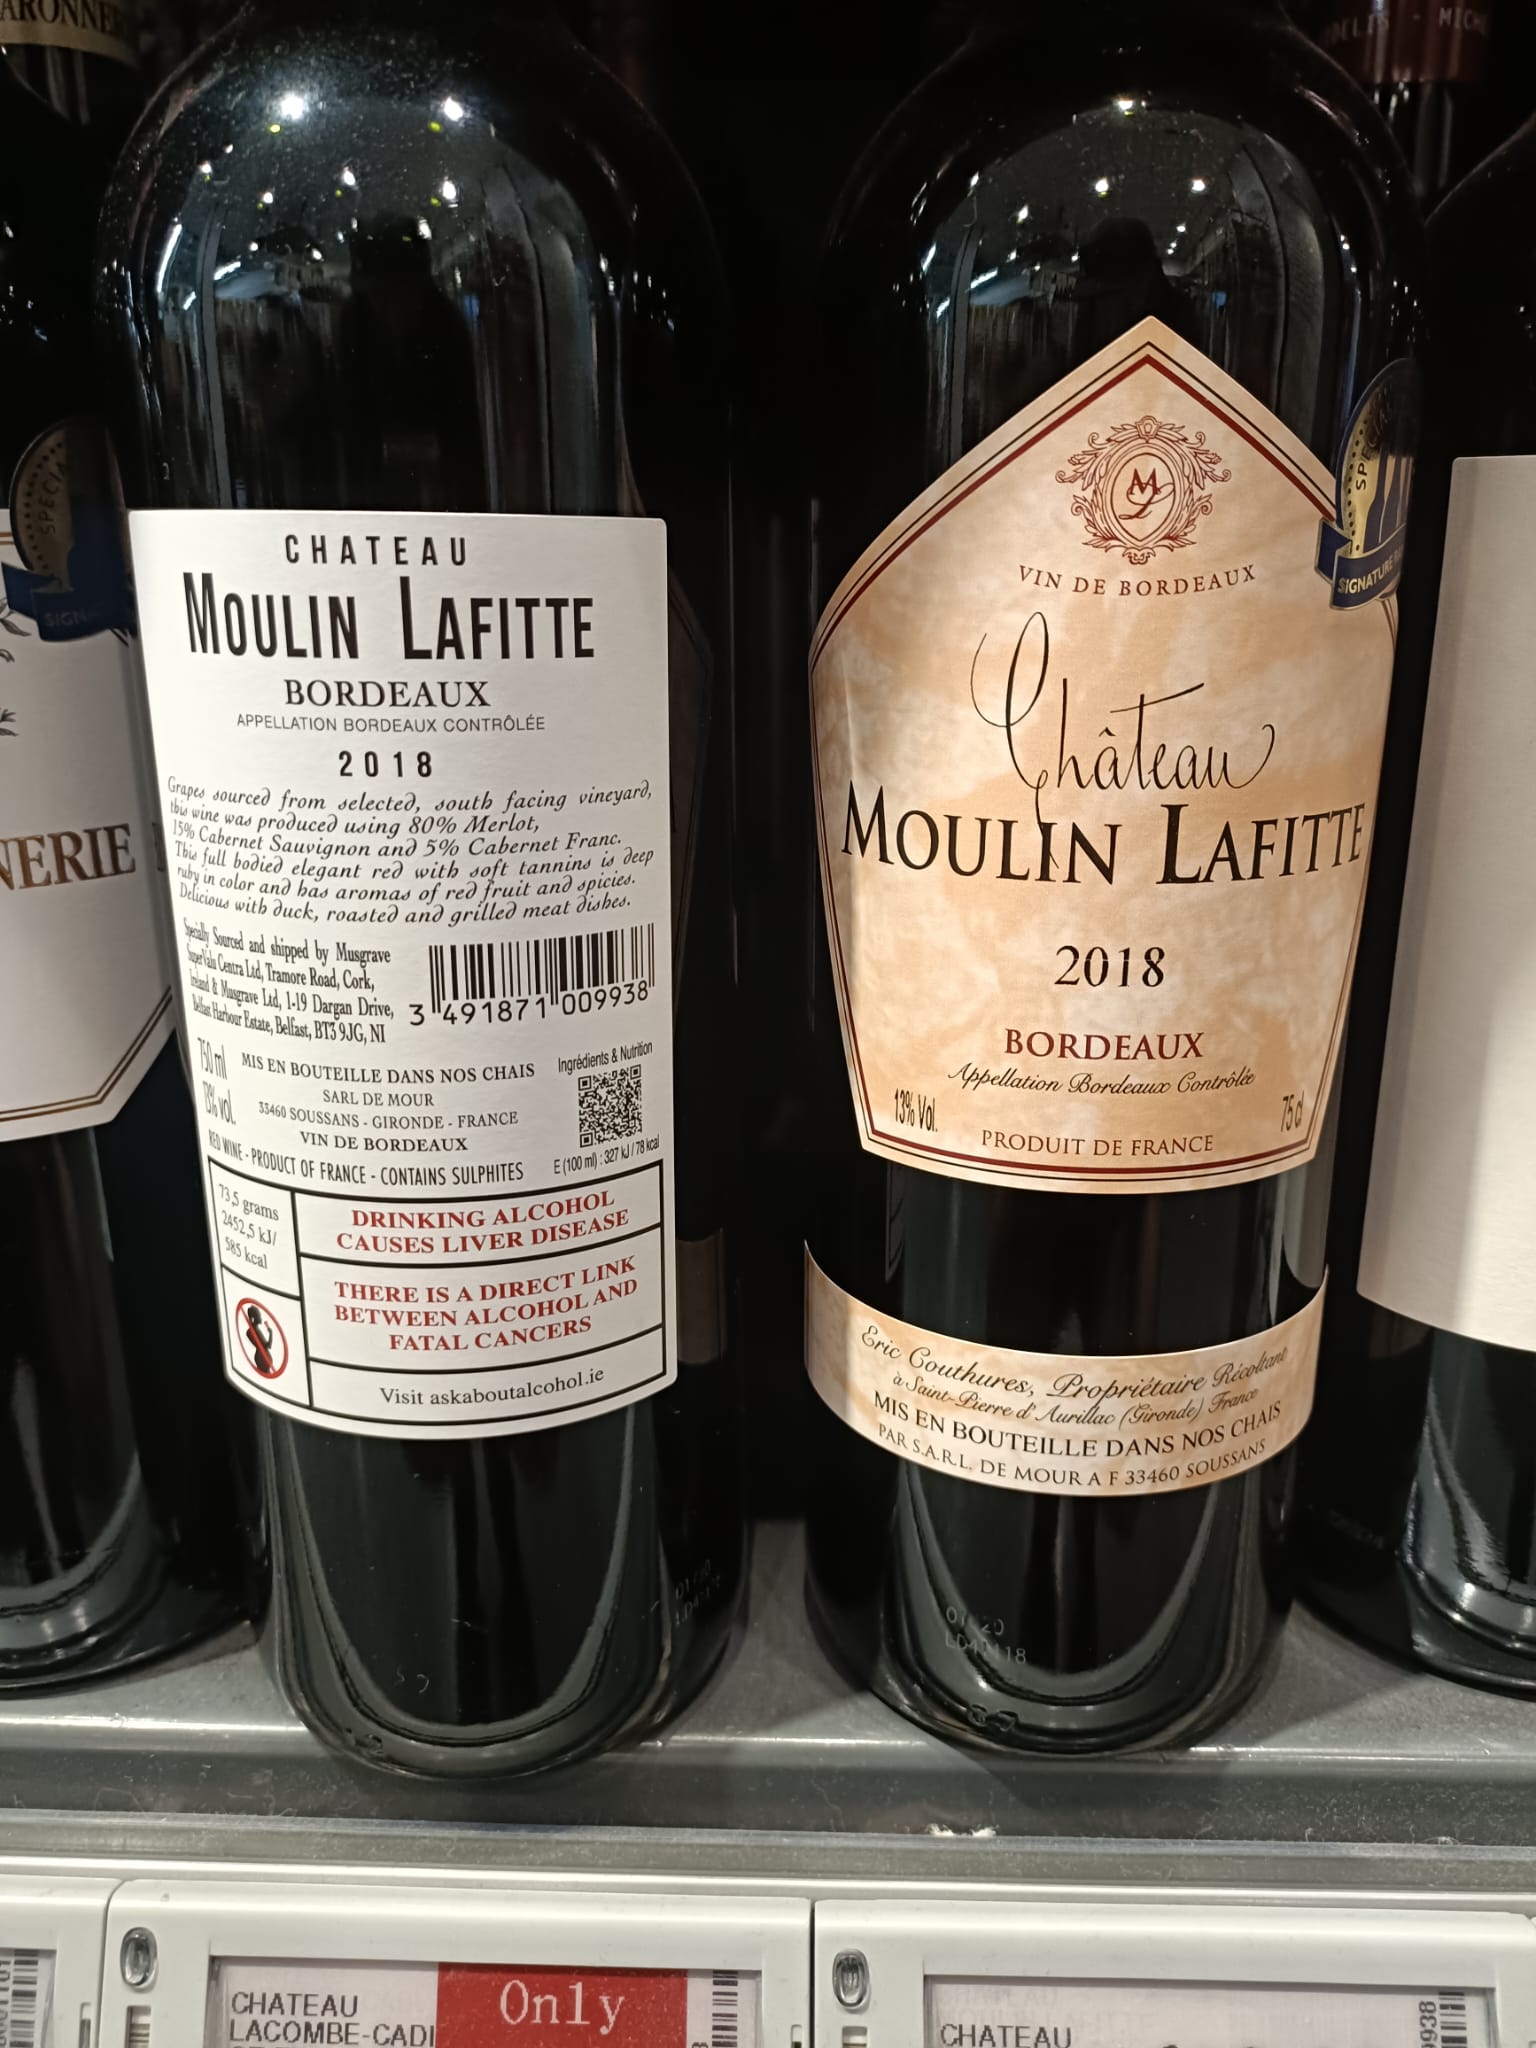 ARONNE
SPECIA
SIGN
NERIE
CHATEAU
MOULIN LAFITTE
BORDEAUX
APPELLATION BORDEAUX CONTRÔLÉE
2018
Grapes sourced from selected, south facing vineyard,
this wine was produced using 80% Merlot,
15% Cabernet Sauvignon and 5% Cabernet Franc.
This full bodied elegant red with soft tannins is deep
ruby in color and has aromas of red fruit and spicies.
Delicious with duck, roasted and grilled meat dishes.
Specially Sourced and shipped by Musgrave
SuperValu Centra Ltd, Tramore Road, Cork,
Ireland & Musgrave Ltd, 1-19 Dargan Drive,
Belfast Harbour Estate, Belfast, BT3 9JG, NI
3 491871 009938
750 ml
13% vol.
MIS EN BOUTEILLE DANS NOS CHAIS
SARL DE MOUR
33460 SOUSSANS - GIRONDE - FRANCE
VIN DE BORDEAUX
Ingrédients & Nutrition
E (100 ml) : 327 kJ / 78 kcal
RED WINE - PRODUCT OF FRANCE - CONTAINS SULPHITES
73,5 grams
2452,5 kJ/
585 kcal
DRINKING ALCOHOL
CAUSES LIVER DISEASE
THERE IS A DIRECT LINK
BETWEEN ALCOHOL AND
FATAL CANCERS
Visit askaboutalcohol.ie
ML
VIN DE BORDEAUX
Château
MOULIN LAFITTE
2018
BORDEAUX
Appellation Bordeaux Contrôlée
13% Vol.
75 cl
PRODUIT DE FRANCE
SPECIA
SIGNATURE
Eric Couthures, Propriétaire Récoltant
à Saint-Pierre d'Aurillac (Gironde) France
MIS EN BOUTEILLE DANS NOS CHAIS
PAR S.A.R.L. DE MOUR A F 33460 SOUSSANS
CHATEAU
LACOMBE-CADI
Only
CHATEAU
9938